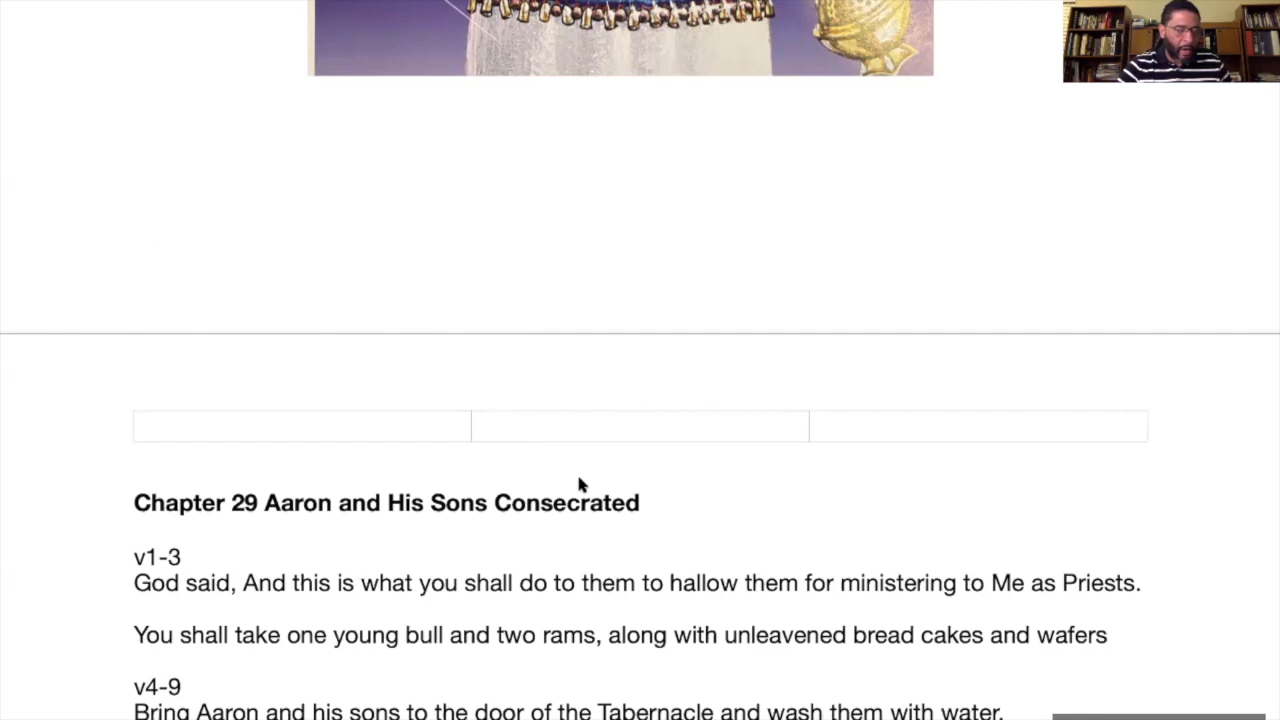 Chapter 29 Aaron and His Sons Consecrated
v1-3
God said, And this is what you shall do to them to hallow them for ministering to Me as Priests.
You shall take one young bull and two rams, along with unleavened bread cakes and wafers
v4-9
Bring Aaron and his sons to the door of the Tabernacle and wash them with water.